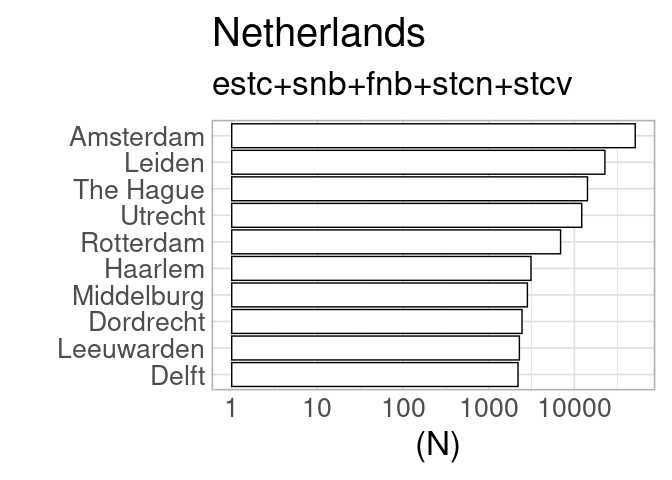 Netherlands
estc+snb+fnb+stcn+stcv
Amsterdam
Leiden
The Hague
Utrecht
Rotterdam
Haarlem
Middelburg
Dordrecht
Leeuwarden
Delft
1 10 100 1000 10000
(N)